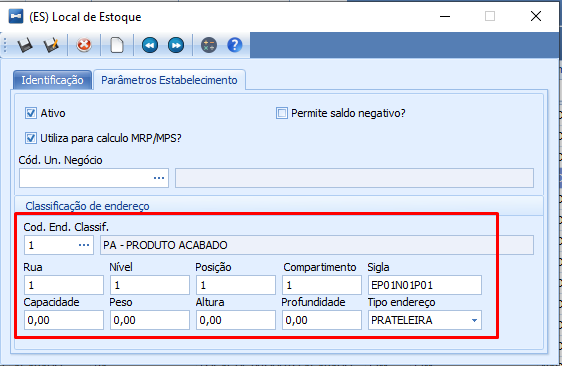 (ES) Local de Estoque
Identificação Parâmetros Estabelecimento
Ativo Permite saldo negativo?
Utiliza para calculo MRP/MPS?
Cód. Un. Negócio
Classificação de endereço
Cod. End. Classif.
1 PA - PRODUTO ACABADO
Rua Nível Posição Compartimento Sigla
1 1 1 1 EP01N01P01
Capacidade Peso Altura Profundidade Tipo endereço
0,00 0,00 0,00 0,00 PRATELEIRA